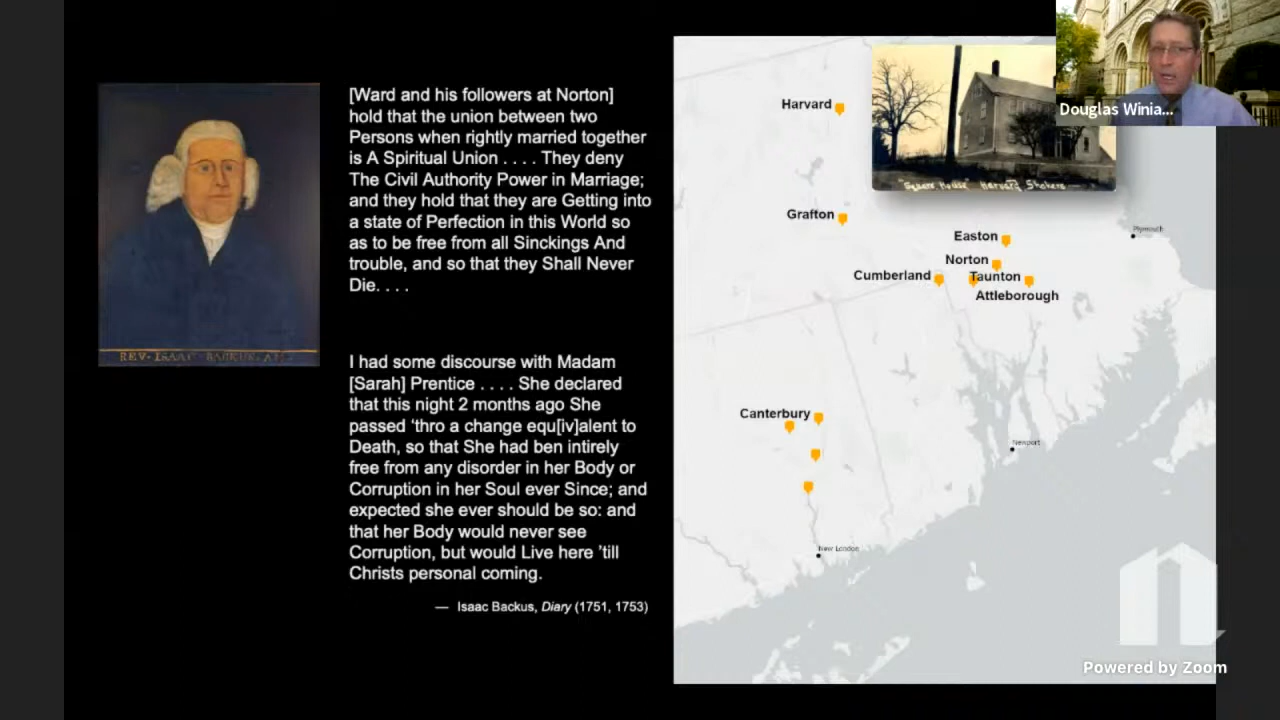 [Ward and his followers at Norton]
hold that the union between two
Persons when rightly married together
is A Spiritual Union . . . . They deny
The Civil Authority Power in Marriage;
and they hold that they are Getting into
a state of Perfection in this World so
as to be free from all Sinckings And
trouble, and so that they Shall Never
Die. . . .
I had some discourse with Madam
[Sarah] Prentice . . . . She declared
that this night 2 months ago She
passed ’thro a change equ[iv]alent to
Death, so that She had ben intirely
free from any disorder in her Body or
Corruption in her Soul ever Since; and
expected she ever should be so: and
that her Body would never see
Corruption, but would Live here ’till
Christs personal coming.
— Isaac Backus, Diary (1751, 1753)
REV. ISAAC BACKUS. A.M.
Harvard
Grafton
Easton
Norton
Cumberland
Taunton
Attleborough
Canterbury
Plymouth
Newport
New London
"Square House" Harvard Shakers
Douglas Winia...
Powered by Zoom